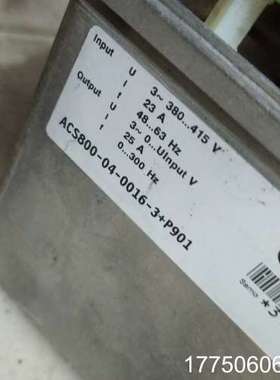 Input U 3~ 380...415 V
I 23 A
f 48...63 Hz
Output U 3~ 0...UInput V
I 25 A
f 0...300 Hz
ACS800-04-0016-3+P901
*3
17750606